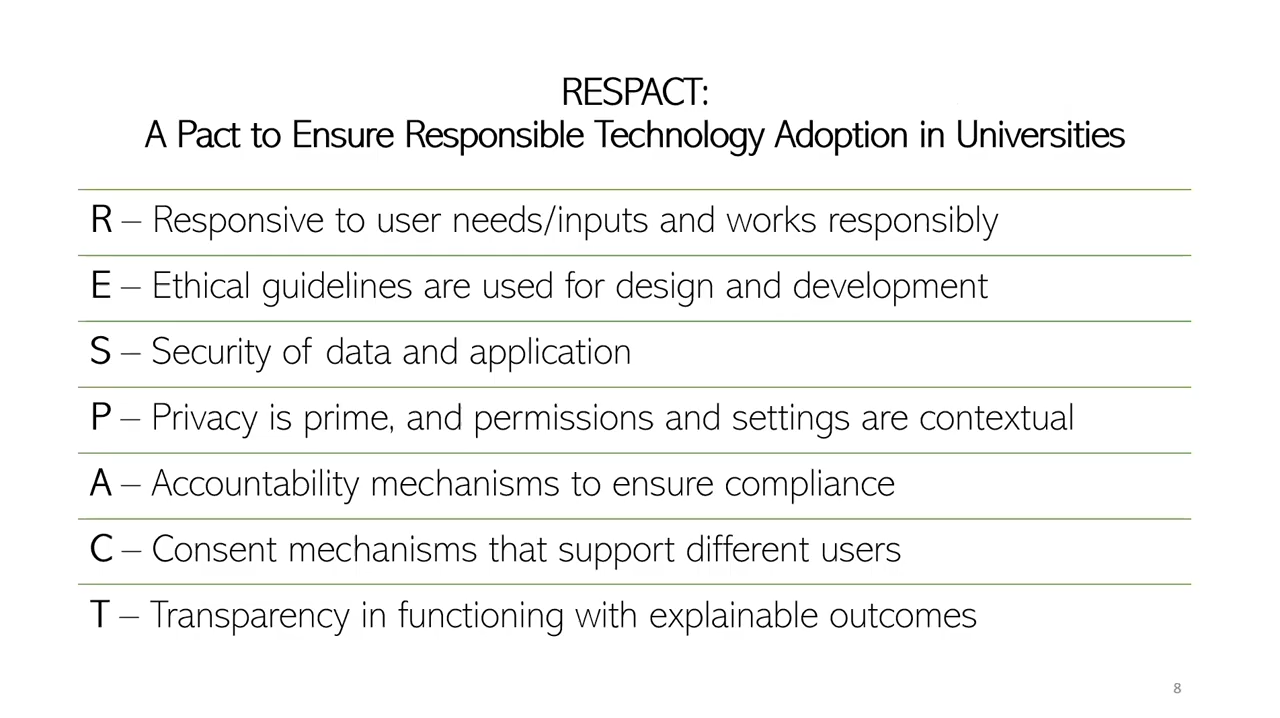 RESPACT:
A Pact to Ensure Responsible Technology Adoption in Universities
R – Responsive to user needs/inputs and works responsibly
E – Ethical guidelines are used for design and development
S – Security of data and application
P – Privacy is prime, and permissions and settings are contextual
A – Accountability mechanisms to ensure compliance
C – Consent mechanisms that support different users
T – Transparency in functioning with explainable outcomes
8